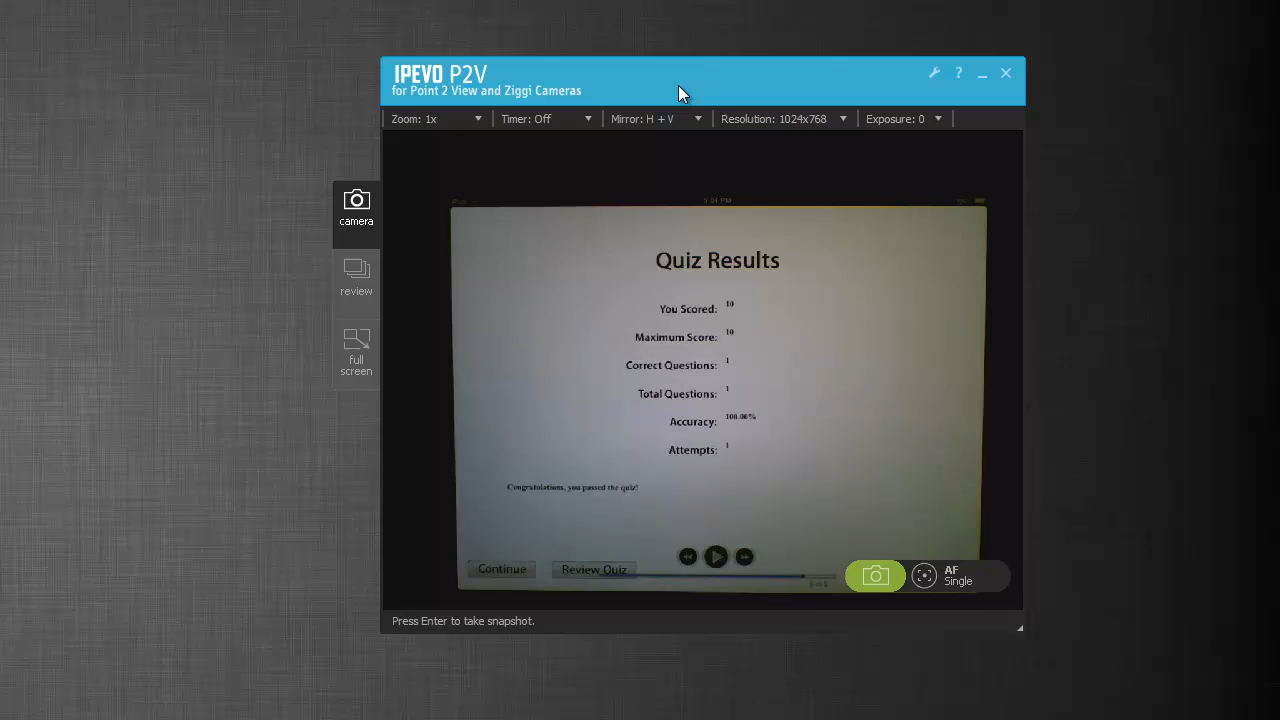 IPEVO P2V
for Point 2 View and Ziggi Cameras
?
Zoom: 1x
Timer: Off
Mirror: H + V
Resolution: 1024x768
Exposure: 0
camera
review
full
screen
Quiz Results
You Scored: 10
Maximum Score: 10
Correct Questions: 1
Total Questions: 1
Accuracy: 100.00%
Attempts: 1
Congratulations, you passed the quiz!
Continue
Review Quiz
AF
Single
Press Enter to take snapshot.